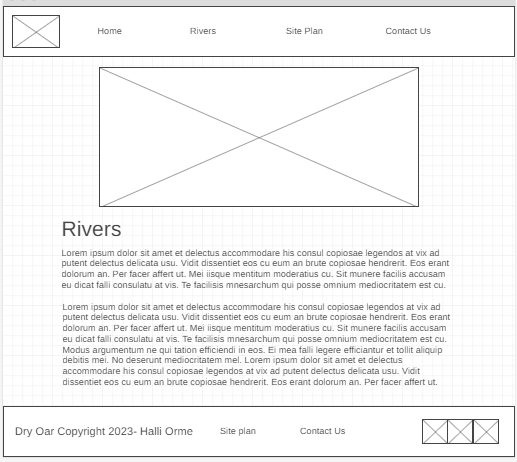 Home Rivers Site Plan Contact Us
Rivers
Lorem ipsum dolor sit amet et delectus accommodare his consul copiosae legendos at vix ad
putent delectus delicata usu. Vidit dissentiet eos cu eum an brute copiosae hendrerit. Eos erant
dolorum an. Per facer affert ut. Mei iisque mentitum moderatius cu. Sit munere facilis accusam
eu dicat falli consulatu at vis. Te facilisis mnesarchum qui posse omnium mediocritatem est cu.
Lorem ipsum dolor sit amet et delectus accommodare his consul copiosae legendos at vix ad
putent delectus delicata usu. Vidit dissentiet eos cu eum an brute copiosae hendrerit. Eos erant
dolorum an. Per facer affert ut. Mei iisque mentitum moderatius cu. Sit munere facilis accusam
eu dicat falli consulatu at vis. Te facilisis mnesarchum qui posse omnium mediocritatem est cu.
Modus argumentum ne qui tation efficiendi in eos. Ei mea falli legere efficiantur et tollit aliquip
debitis mei. No deserunt mediocritatem mel. Lorem ipsum dolor sit amet et delectus
accommodare his consul copiosae legendos at vix ad putent delectus delicata usu. Vidit
dissentiet eos cu eum an brute copiosae hendrerit. Eos erant dolorum an. Per facer affert ut.
Dry Oar Copyright 2023- Halli Orme Site plan Contact Us